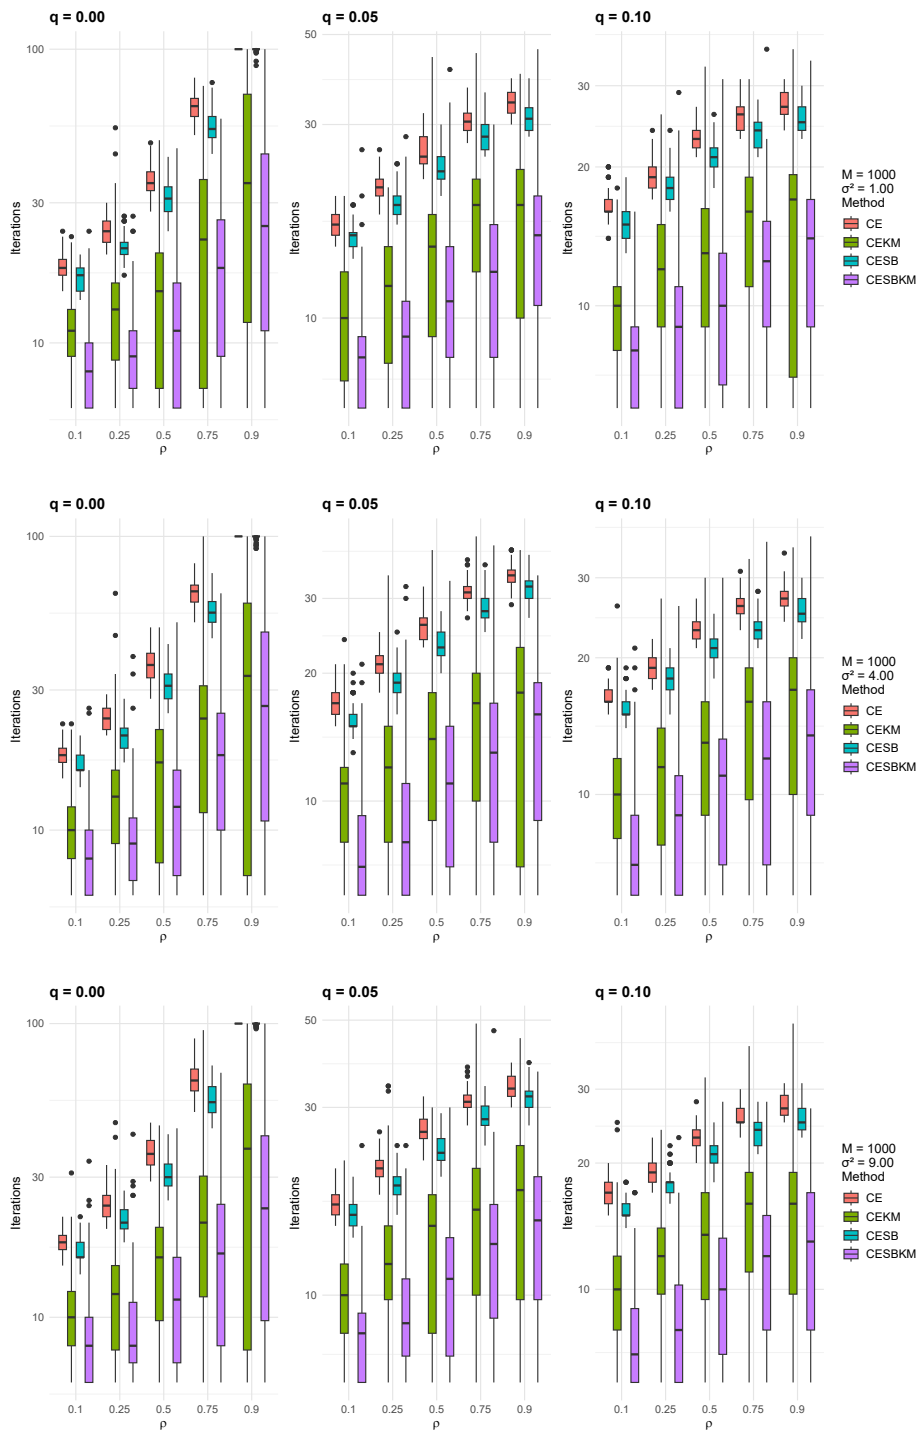 q = 0.00
q = 0.05
q = 0.10
100
30
10
Iterations
0.1 0.25 0.5 0.75 0.9
ρ
50
30
10
Iterations
0.1 0.25 0.5 0.75 0.9
ρ
30
20
10
Iterations
0.1 0.25 0.5 0.75 0.9
ρ
M = 1000
σ² = 1.00
Method
CE
CEKM
CESB
CESBKM
q = 0.00
q = 0.05
q = 0.10
100
30
10
Iterations
0.1 0.25 0.5 0.75 0.9
ρ
30
20
10
Iterations
0.1 0.25 0.5 0.75 0.9
ρ
30
20
10
Iterations
0.1 0.25 0.5 0.75 0.9
ρ
M = 1000
σ² = 4.00
Method
CE
CEKM
CESB
CESBKM
q = 0.00
q = 0.05
q = 0.10
100
30
10
Iterations
0.1 0.25 0.5 0.75 0.9
ρ
50
30
10
Iterations
0.1 0.25 0.5 0.75 0.9
ρ
30
20
10
Iterations
0.1 0.25 0.5 0.75 0.9
ρ
M = 1000
σ² = 9.00
Method
CE
CEKM
CESB
CESBKM